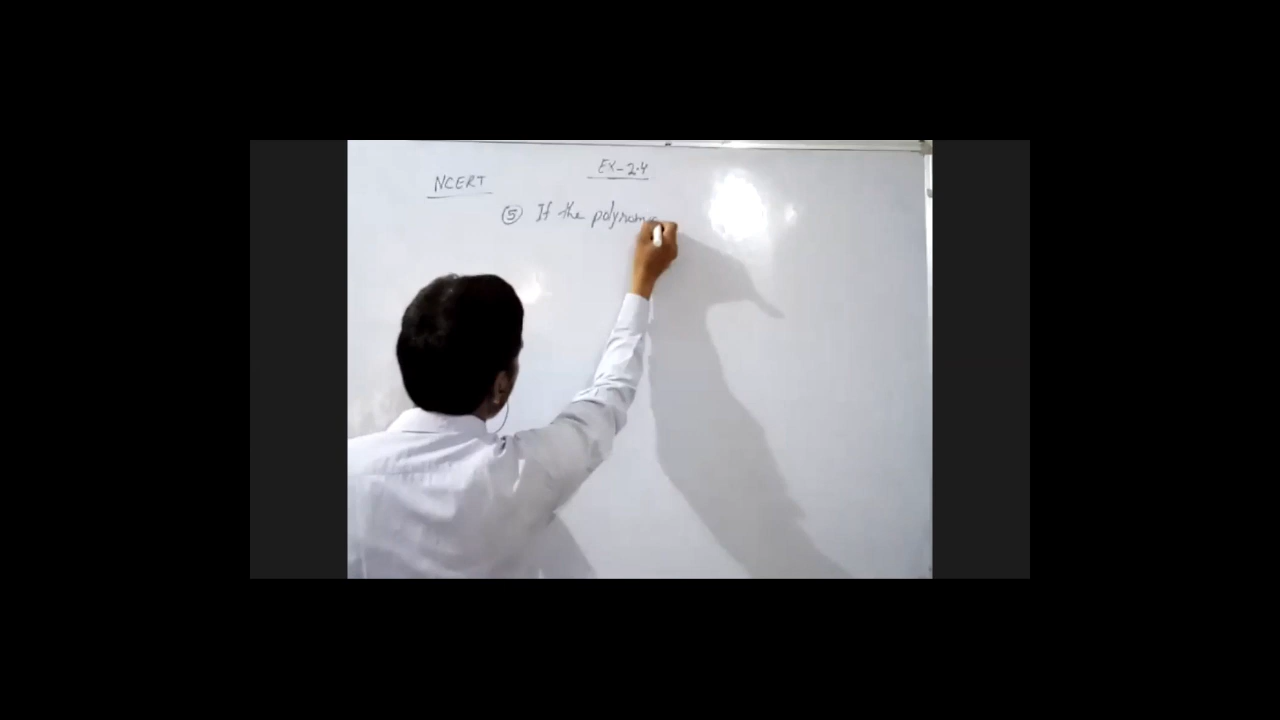 Ex-2.4
NCERT
⑤ If the